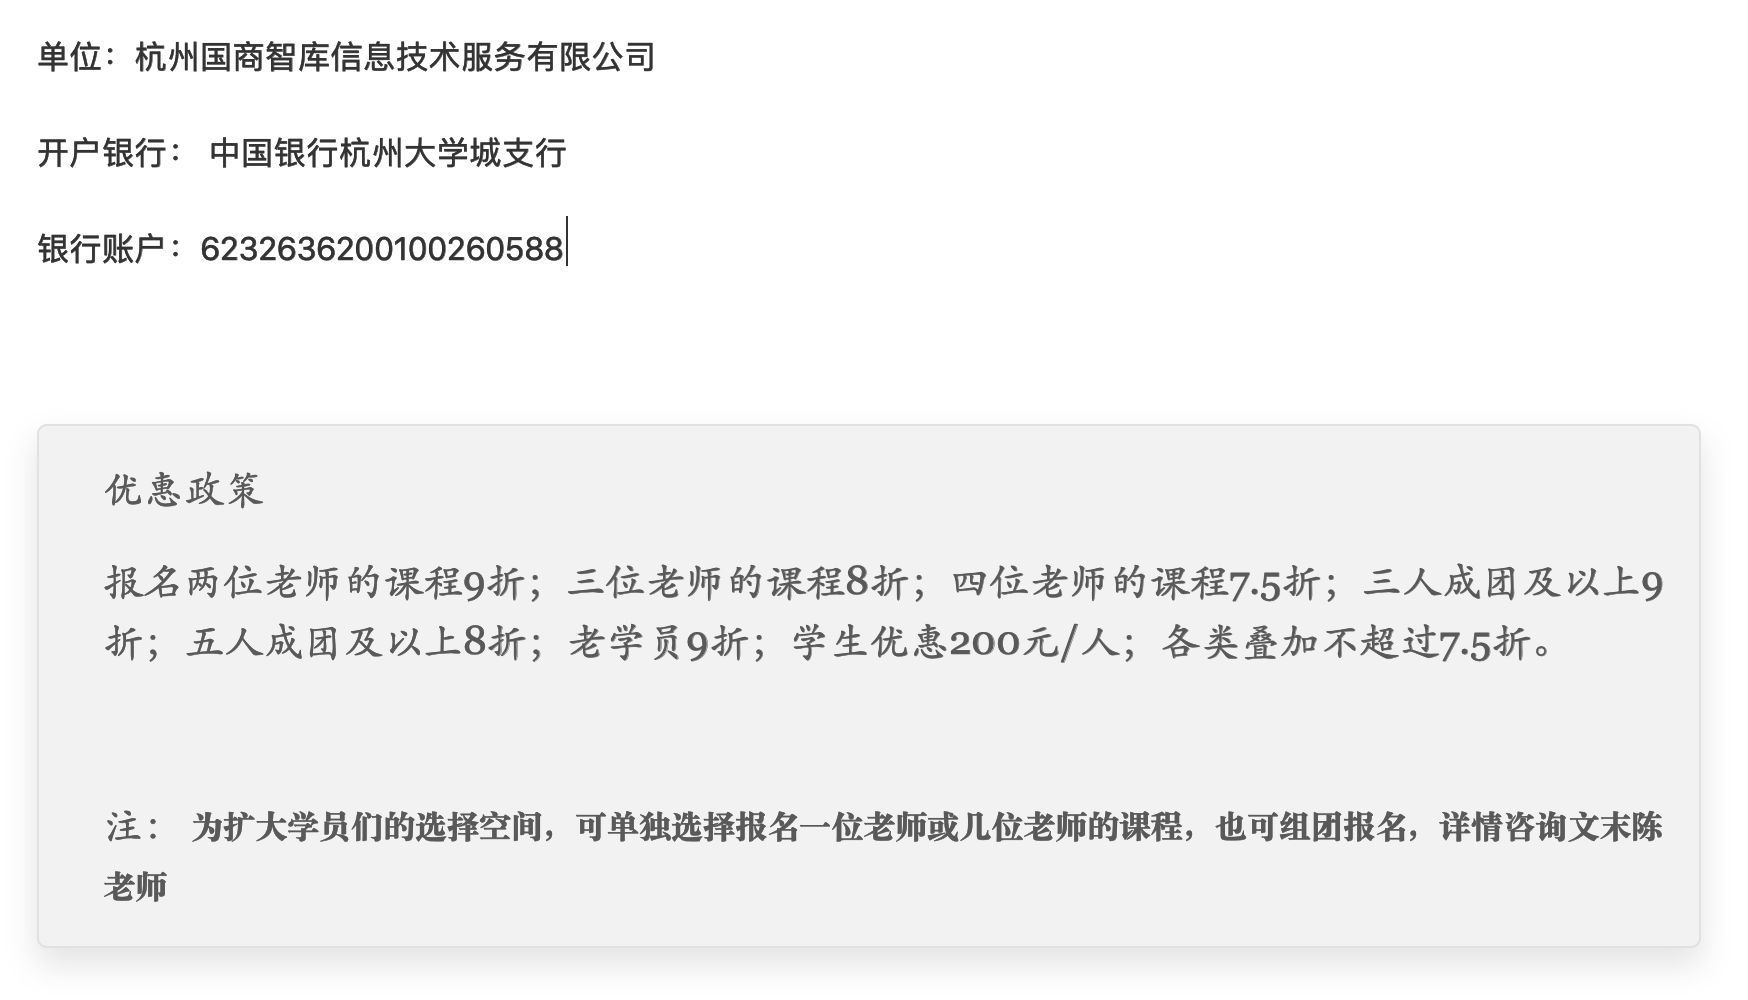 单位：杭州国商智库信息技术服务有限公司
开户银行： 中国银行杭州大学城支行
银行账户：6232636200100260588
优惠政策
报名两位老师的课程9折；三位老师的课程8折；四位老师的课程7.5折；三人成团及以上9
折；五人成团及以上8折；老学员9折；学生优惠200元/人；各类叠加不超过7.5折。
注： 为扩大学员们的选择空间，可单独选择报名一位老师或几位老师的课程，也可组团报名，详情咨询文末陈
老师